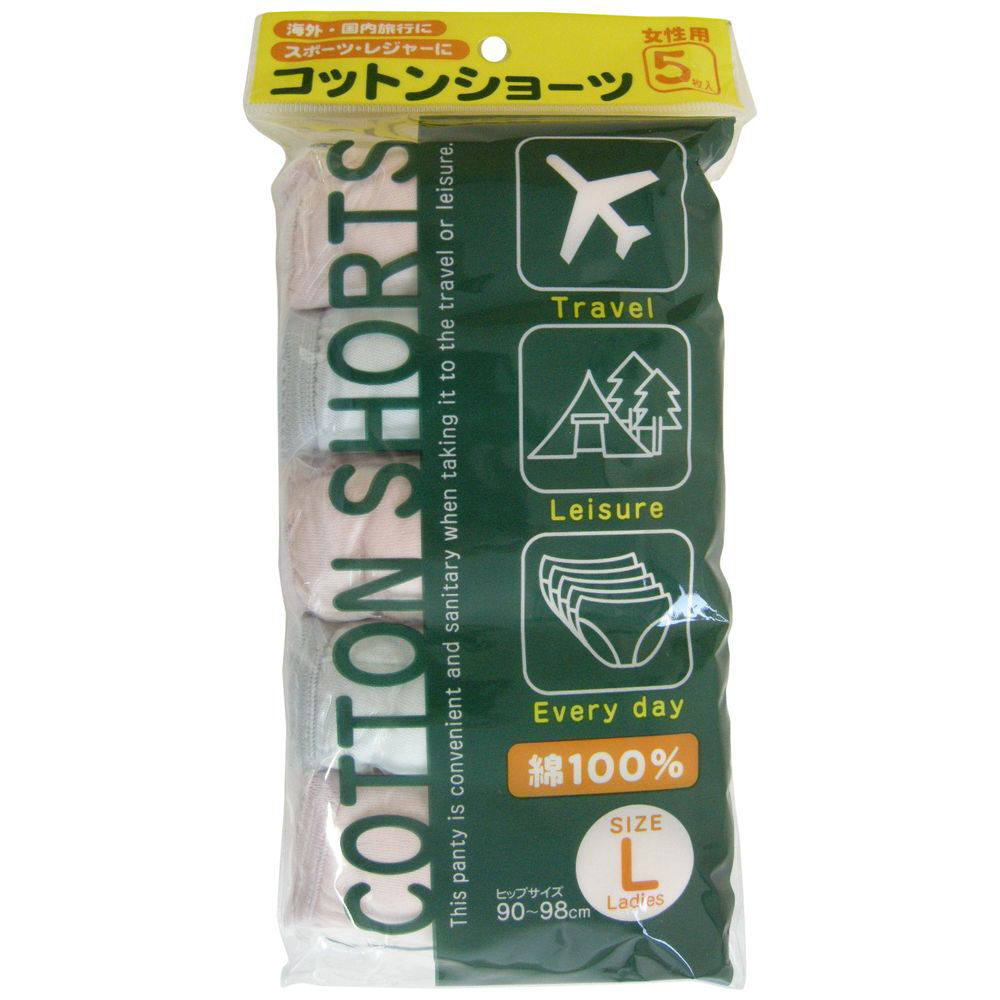 海外・国内旅行に
スポーツ・レジャーに
コットンショーツ
女性用
5枚入
COTTON SHORTS
This panty is convenient and sanitary when taking it to the travel or leisure.
Travel
Leisure
Every day
綿100%
SIZE
L
Ladies
ヒップサイズ
90~98cm